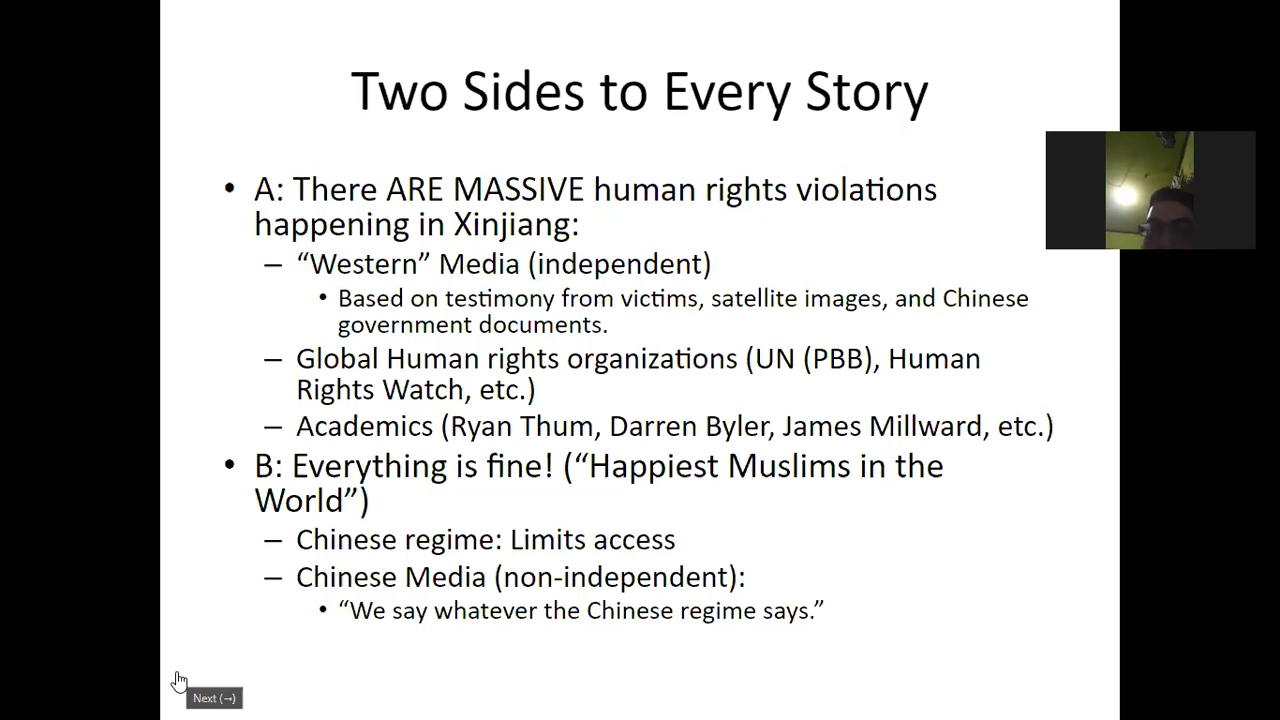 Two Sides to Every Story
• A: There ARE MASSIVE human rights violations
happening in Xinjiang:
– “Western” Media (independent)
• Based on testimony from victims, satellite images, and Chinese
government documents.
– Global Human rights organizations (UN (PBB), Human
Rights Watch, etc.)
– Academics (Ryan Thum, Darren Byler, James Millward, etc.)
• B: Everything is fine! (“Happiest Muslims in the
World”)
– Chinese regime: Limits access
– Chinese Media (non-independent):
• “We say whatever the Chinese regime says.”
Next (→)